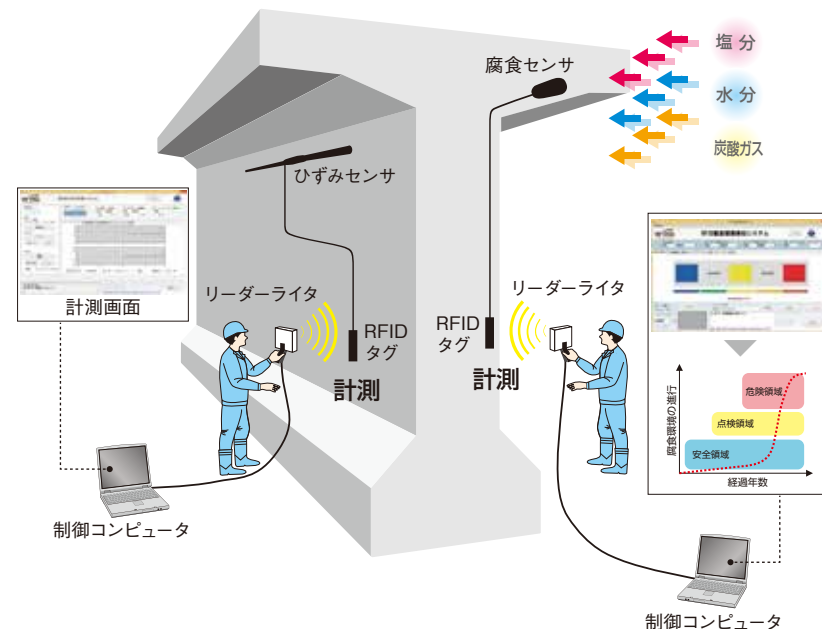 塩分
腐食センサ
水分
炭酸ガス
ひずみセンサ
計測画面
リーダーライタ
リーダーライタ
RFID
タグ
RFID
タグ
計測
計測
危険領域
点検領域
安全領域
腐食環境の進行
経過年数
制御コンピュータ
制御コンピュータ